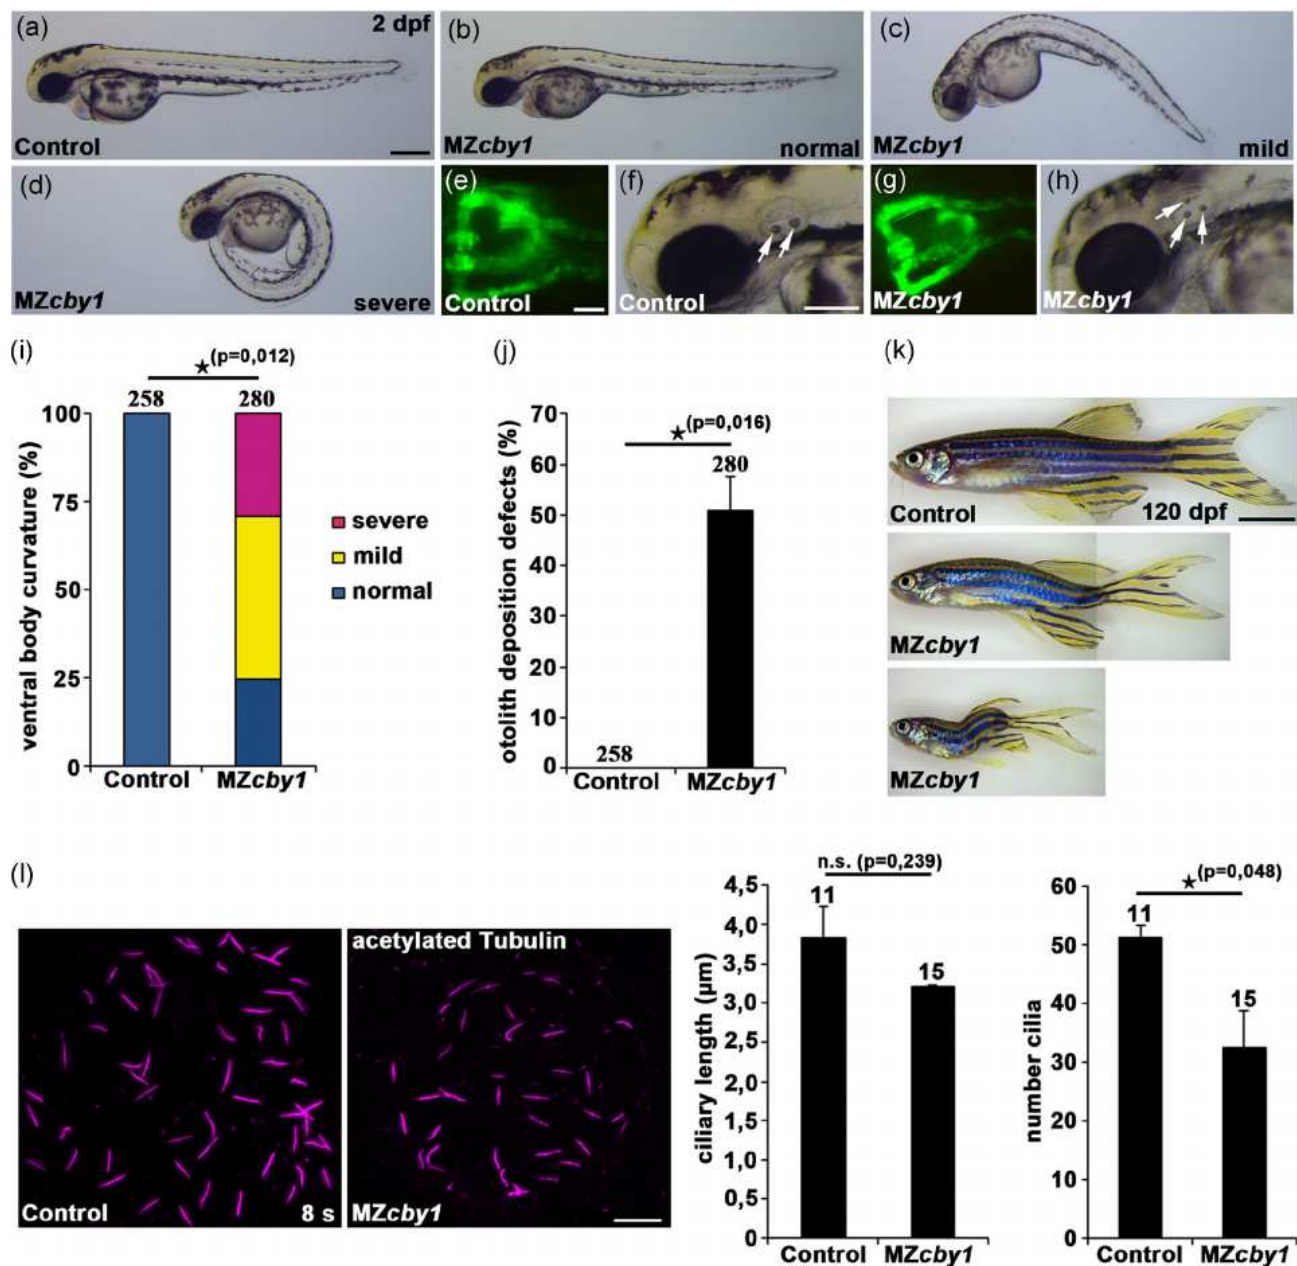 (a)
2 dpf
Control
(b)
MZcby1
normal
(c)
MZcby1
mild
(d)
MZcby1
severe
(e)
Control
(f)
Control
(g)
MZcby1
(h)
MZcby1
(i)
★(p=0,012)
258
280
100
75
50
25
0
ventral body curvature (%)
Control
MZcby1
severe
mild
normal
(j)
★(p=0,016)
280
258
70
60
50
40
30
20
10
0
otolith deposition defects (%)
Control
MZcby1
(k)
Control
120 dpf
MZcby1
MZcby1
(l)
Control
8 s
acetylated Tubulin
MZcby1
n.s. (p=0,239)
11
15
4,5
4,0
3,5
3,0
2,5
2,0
1,5
1,0
0,5
0
ciliary length (µm)
Control
MZcby1
★(p=0,048)
11
15
60
50
40
30
20
10
0
number cilia
Control
MZcby1